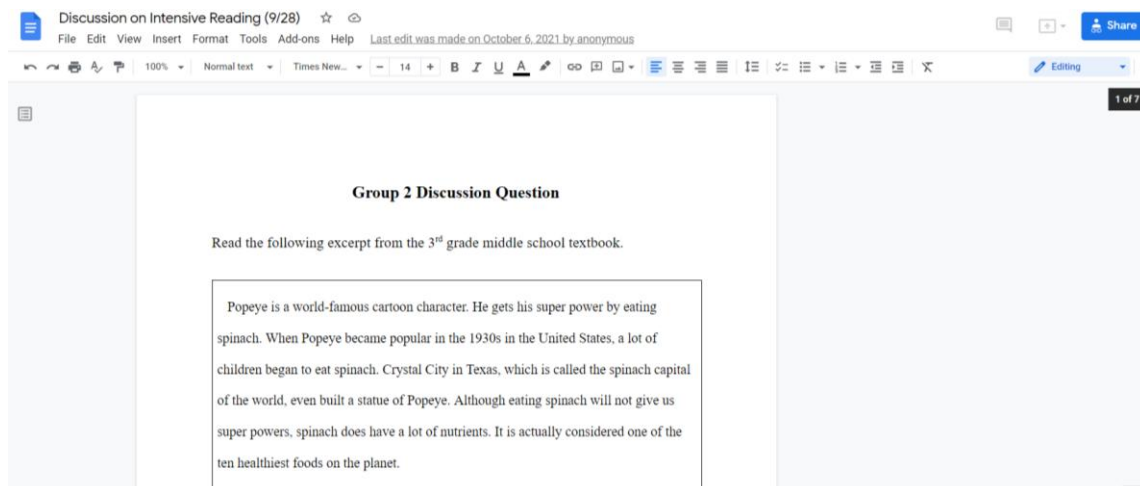 Discussion on Intensive Reading (9/28)
File Edit View Insert Format Tools Add-ons Help Last edit was made on October 6, 2021 by anonymous
Share
100% Normal text Times New... - 14 + B I U A Editing
1 of 7
Group 2 Discussion Question
Read the following excerpt from the 3rd grade middle school textbook.
Popeye is a world-famous cartoon character. He gets his super power by eating
spinach. When Popeye became popular in the 1930s in the United States, a lot of
children began to eat spinach. Crystal City in Texas, which is called the spinach capital
of the world, even built a statue of Popeye. Although eating spinach will not give us
super powers, spinach does have a lot of nutrients. It is actually considered one of the
ten healthiest foods on the planet.